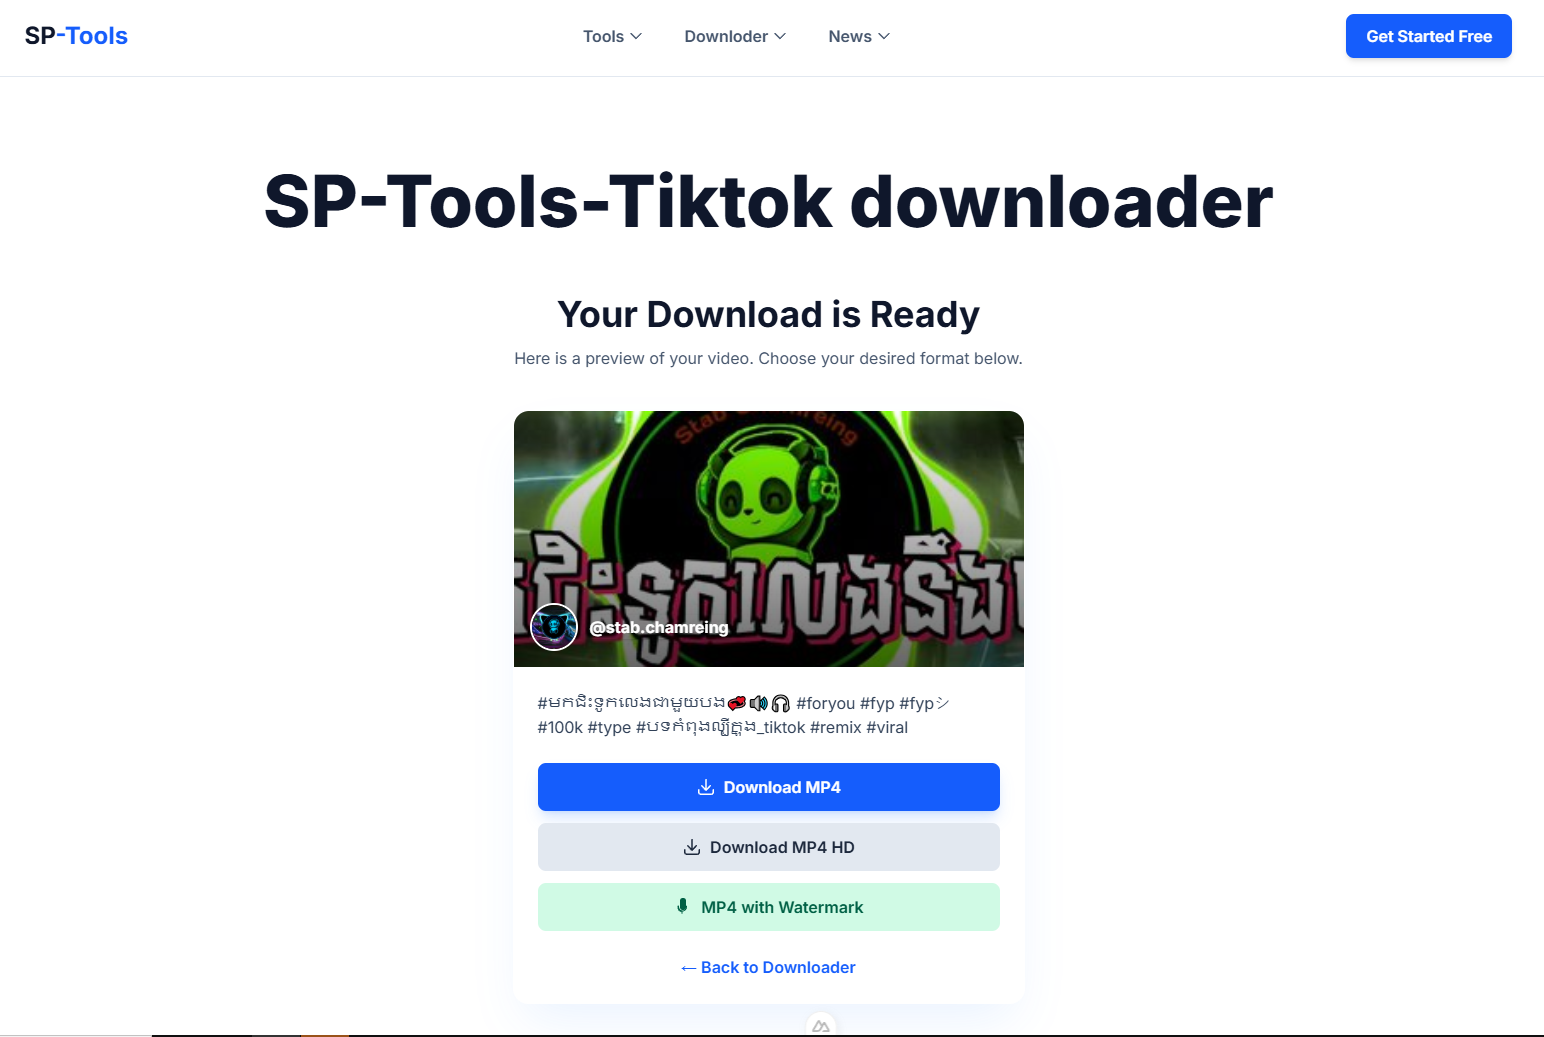 SP-Tools
Tools
Downloder
News
Get Started Free
SP-Tools-Tiktok downloader
Your Download is Ready
Here is a preview of your video. Choose your desired format below.
Stab Chamreing
ជិះទូកលេងនឹង
@stab.chamreing
#មកជិះទូកលេងជាមួយបង💋🔊🎧 #foryou #fyp #fypシ
#100k #type #បទកំពុងល្បីក្នុង_tiktok #remix #viral
Download MP4
Download MP4 HD
MP4 with Watermark
← Back to Downloader